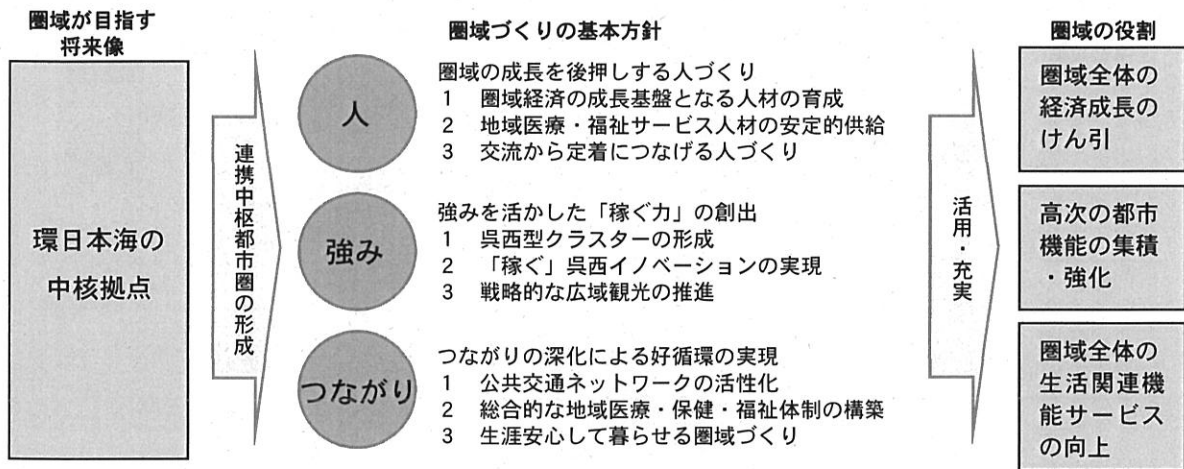 圏域が目指す
将来像
環日本海の
中核拠点
連携中枢都市圏の形成
圏域づくりの基本方針
人
圏域の成長を後押しする人づくり
1 圏域経済の成長基盤となる人材の育成
2 地域医療・福祉サービス人材の安定的供給
3 交流から定着につなげる人づくり
強み
強みを活かした「稼ぐ力」の創出
1 呉西型クラスターの形成
2 「稼ぐ」呉西イノベーションの実現
3 戦略的な広域観光の推進
つながり
つながりの深化による好循環の実現
1 公共交通ネットワークの活性化
2 総合的な地域医療・保健・福祉体制の構築
3 生涯安心して暮らせる圏域づくり
活用・充実
圏域の役割
圏域全体の
経済成長の
けん引
高次の都市
機能の集積
・強化
圏域全体の
生活関連機
能サービス
の向上